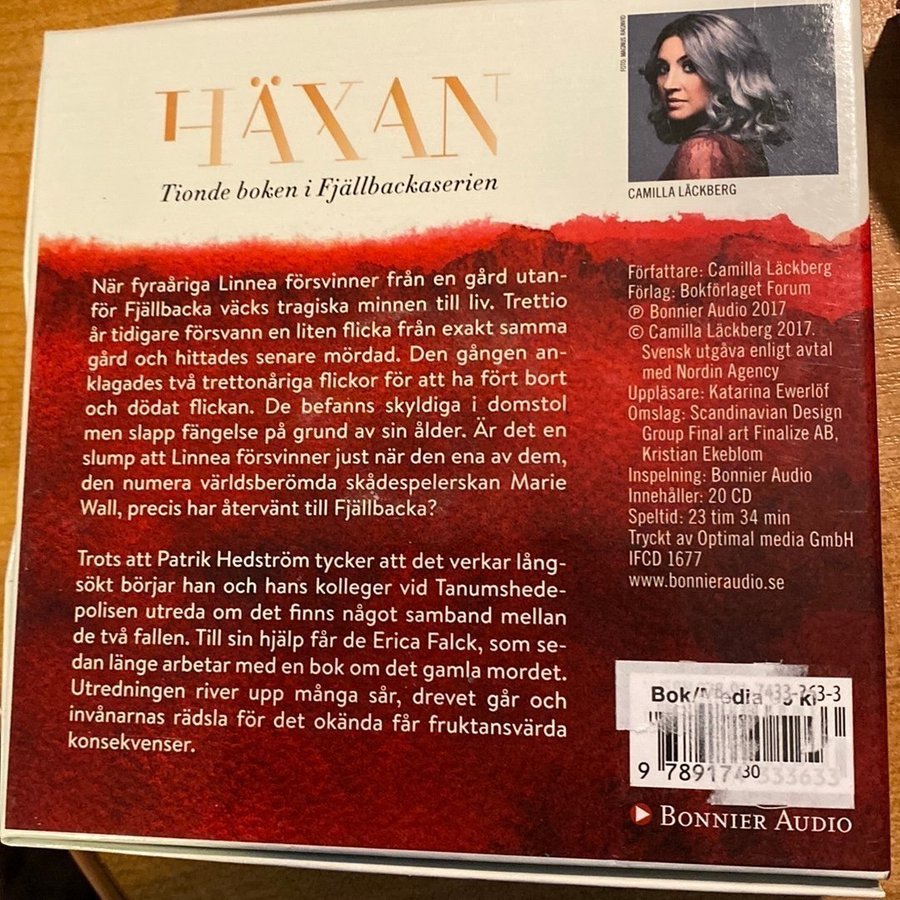 HÄXAN
Tionde boken i Fjällbackaserien
FOTO: MAGNUS RAGNVID
CAMILLA LÄCKBERG
När fyraåriga Linnea försvinner från en gård utan-
för Fjällbacka väcks tragiska minnen till liv. Trettio
år tidigare försvann en liten flicka från exakt samma
gård och hittades senare mördad. Den gången an-
klagades två trettonåriga flickor för att ha fört bort
och dödat flickan. De befanns skyldiga i domstol
men slapp fängelse på grund av sin ålder. Är det en
slump att Linnea försvinner just när den ena av dem,
den numera världsberömda skådespelerskan Marie
Wall, precis har återvänt till Fjällbacka?
Trots att Patrik Hedström tycker att det verkar lång-
sökt börjar han och hans kolleger vid Tanumshede-
polisen utreda om det finns något samband mellan
de två fallen. Till sin hjälp får de Erica Falck, som se-
dan länge arbetar med en bok om det gamla mordet.
Utredningen river upp många sår, drevet går och
invånarnas rädsla för det okända får fruktansvärda
konsekvenser.
Författare: Camilla Läckberg
Förlag: Bokförlaget Forum
℗ Bonnier Audio 2017
© Camilla Läckberg 2017.
Svensk utgåva enligt avtal
med Nordin Agency
Uppläsare: Katarina Ewerlöf
Omslag: Scandinavian Design
Group Final art Finalize AB,
Kristian Ekeblom
Inspelning: Bonnier Audio
Innehåller: 20 CD
Speltid: 23 tim 34 min
Tryckt av Optimal media GmbH
IFCD 1677
www.bonnieraudio.se
Bok/Media kr
9 789174 333633
BONNIER AUDIO